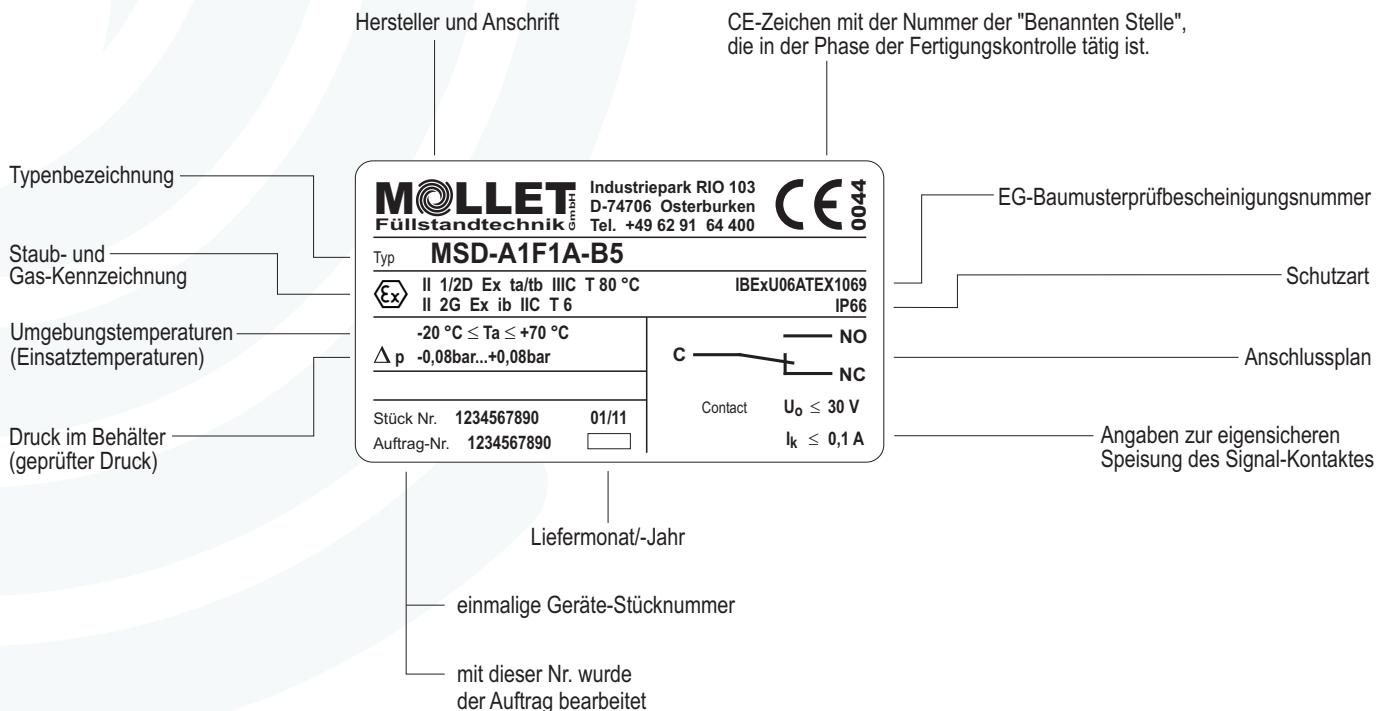 Hersteller und Anschrift
CE-Zeichen mit der Nummer der "Benannten Stelle",
die in der Phase der Fertigungskontrolle tätig ist.
Typenbezeichnung
Staub- und
Gas-Kennzeichnung
Umgebungstemperaturen
(Einsatztemperaturen)
Druck im Behälter
(geprüfter Druck)
MOLLET GmbH
Füllstandtechnik
Industriepark RIO 103
D-74706 Osterburken
Tel. +49 62 91 64 400
CE 0044
Typ MSD-A1F1A-B5
Ex II 1/2D Ex ta/tb IIIC T 80 °C
II 2G Ex ib IIC T 6
IBExU06ATEX1069
IP66
-20 °C ≤ Ta ≤ +70 °C
Δ p -0,08bar...+0,08bar
Stück Nr. 1234567890 01/11
Auftrag-Nr. 1234567890
NO
C
NC
Contact U₀ ≤ 30 V
Iₖ ≤ 0,1 A
EG-Baumusterprüfbescheinigungsnummer
Schutzart
Anschlussplan
Angaben zur eigensicheren
Speisung des Signal-Kontaktes
Liefermonat/-Jahr
einmalige Geräte-Stücknummer
mit dieser Nr. wurde
der Auftrag bearbeitet